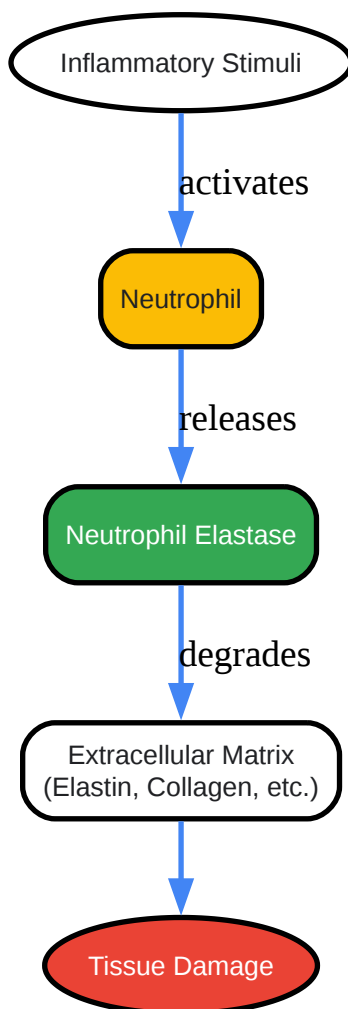 Inflammatory Stimuli
activates
Neutrophil
releases
Neutrophil Elastase
degrades
Extracellular Matrix
(Elastin, Collagen, etc.)
Tissue Damage